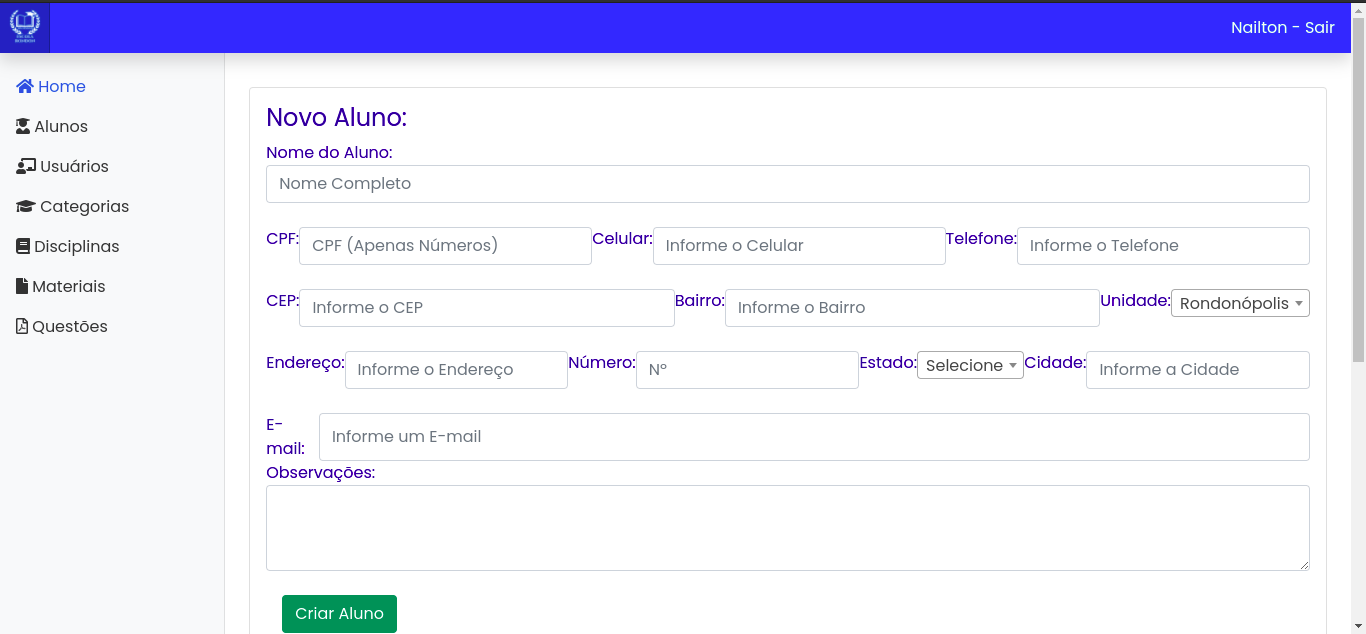 Nailton - Sair
Home
Alunos
Usuários
Categorias
Disciplinas
Materiais
Questões
Novo Aluno:
Nome do Aluno:
Nome Completo
CPF: CPF (Apenas Números) Celular: Informe o Celular Telefone: Informe o Telefone
CEP: Informe o CEP Bairro: Informe o Bairro Unidade: Rondonópolis
Endereço: Informe o Endereço Número: Nº Estado: Selecione Cidade: Informe a Cidade
E-
mail: Informe um E-mail
Observações:
Criar Aluno